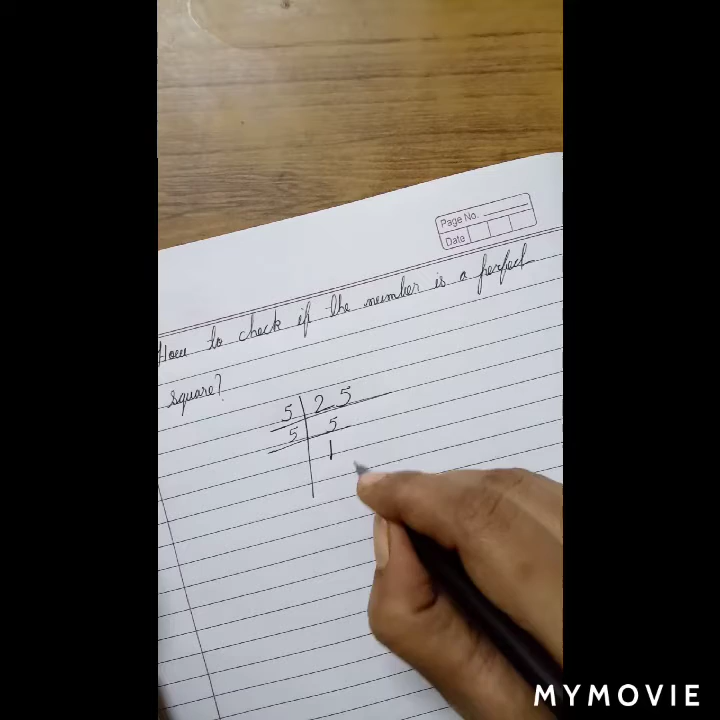 Page No.
Date
How to check if the number is a perfect
square?
5 | 25
5 | 5
1
MYMOVIE